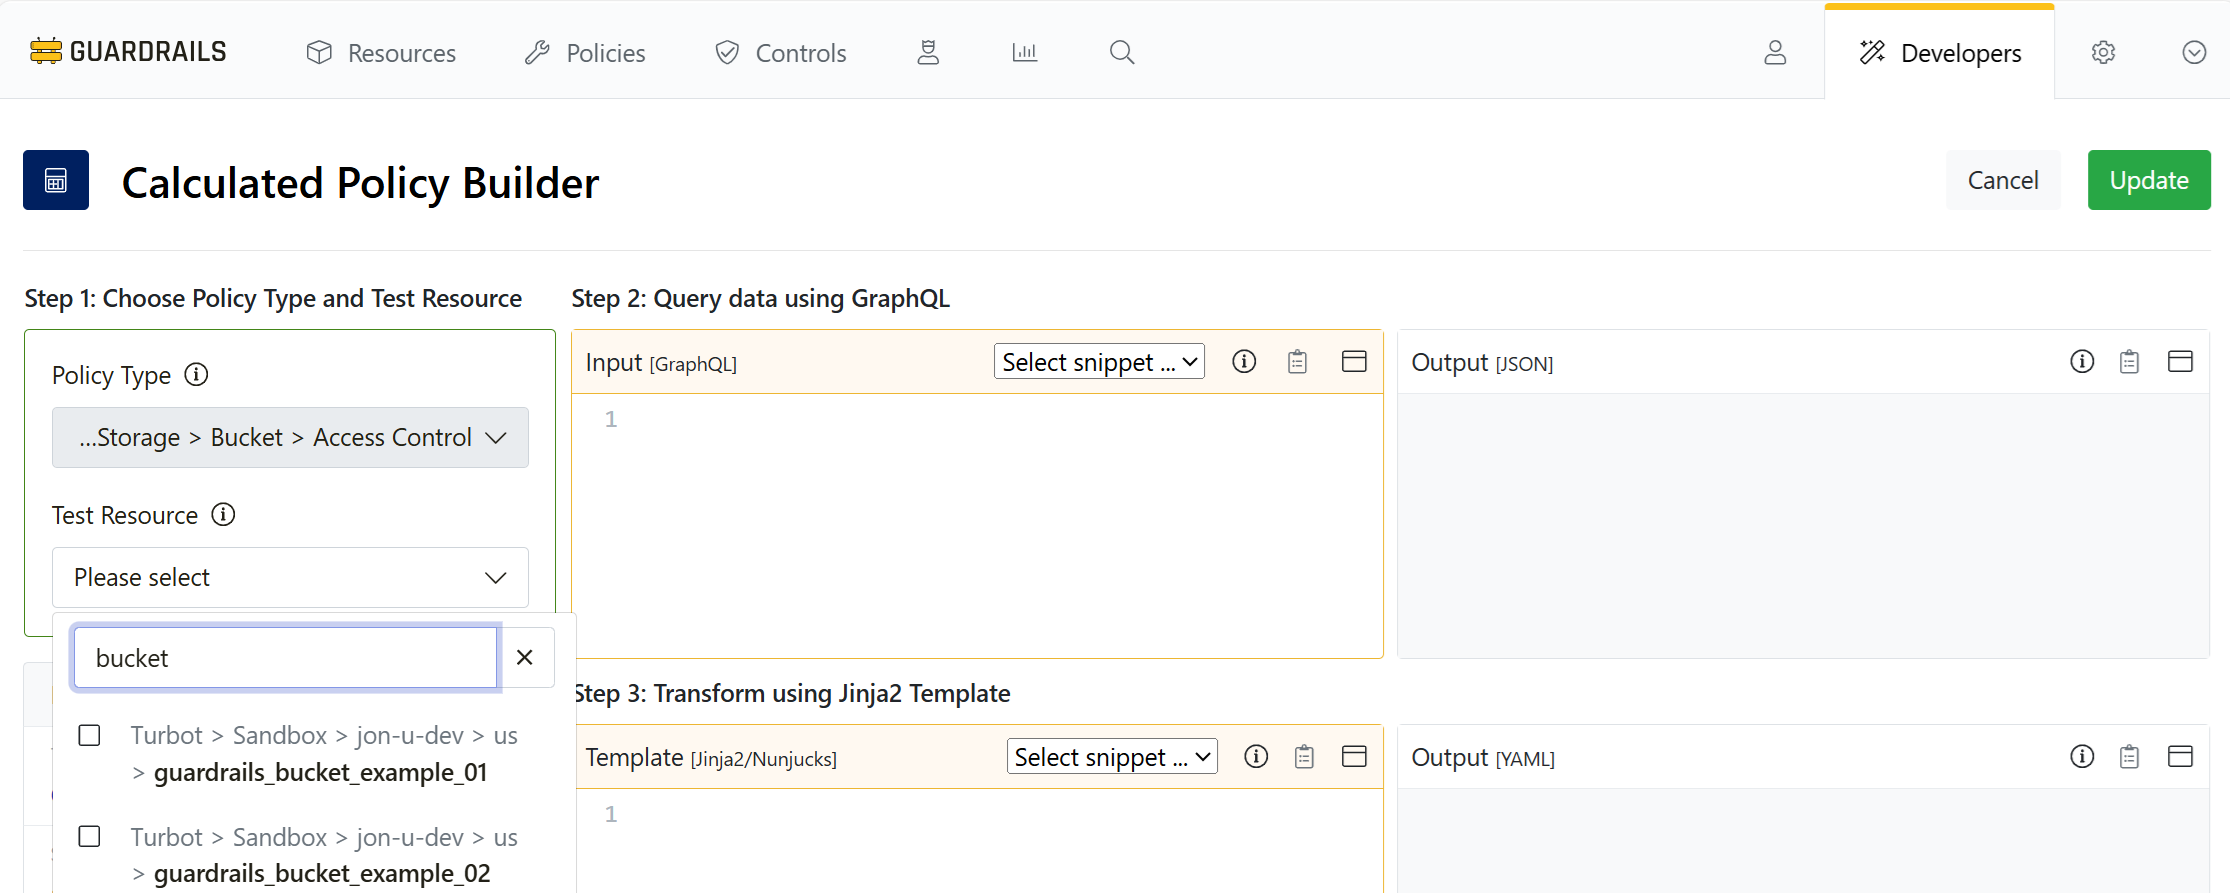 GUARDRAILS
Resources
Policies
Controls
Developers
Calculated Policy Builder
Cancel
Update
Step 1: Choose Policy Type and Test Resource
Policy Type
...Storage > Bucket > Access Control
Test Resource
Please select
bucket
Turbot > Sandbox > jon-u-dev > us
> guardrails_bucket_example_01
Turbot > Sandbox > jon-u-dev > us
> guardrails_bucket_example_02
Step 2: Query data using GraphQL
Input [GraphQL]
Select snippet ...
1
Output [JSON]
Step 3: Transform using Jinja2 Template
Template [Jinja2/Nunjucks]
Select snippet ...
1
Output [YAML]